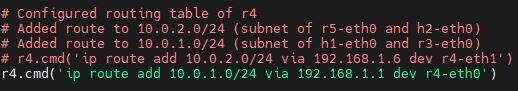 # Configured routing table of r4
# Added route to 10.0.2.0/24 (subnet of r5-eth0 and h2-eth0)
# Added route to 10.0.1.0/24 (subnet of h1-eth0 and r3-eth0)
# r4.cmd('ip route add 10.0.2.0/24 via 192.168.1.6 dev r4-eth1')
r4.cmd('ip route add 10.0.1.0/24 via 192.168.1.1 dev r4-eth0')